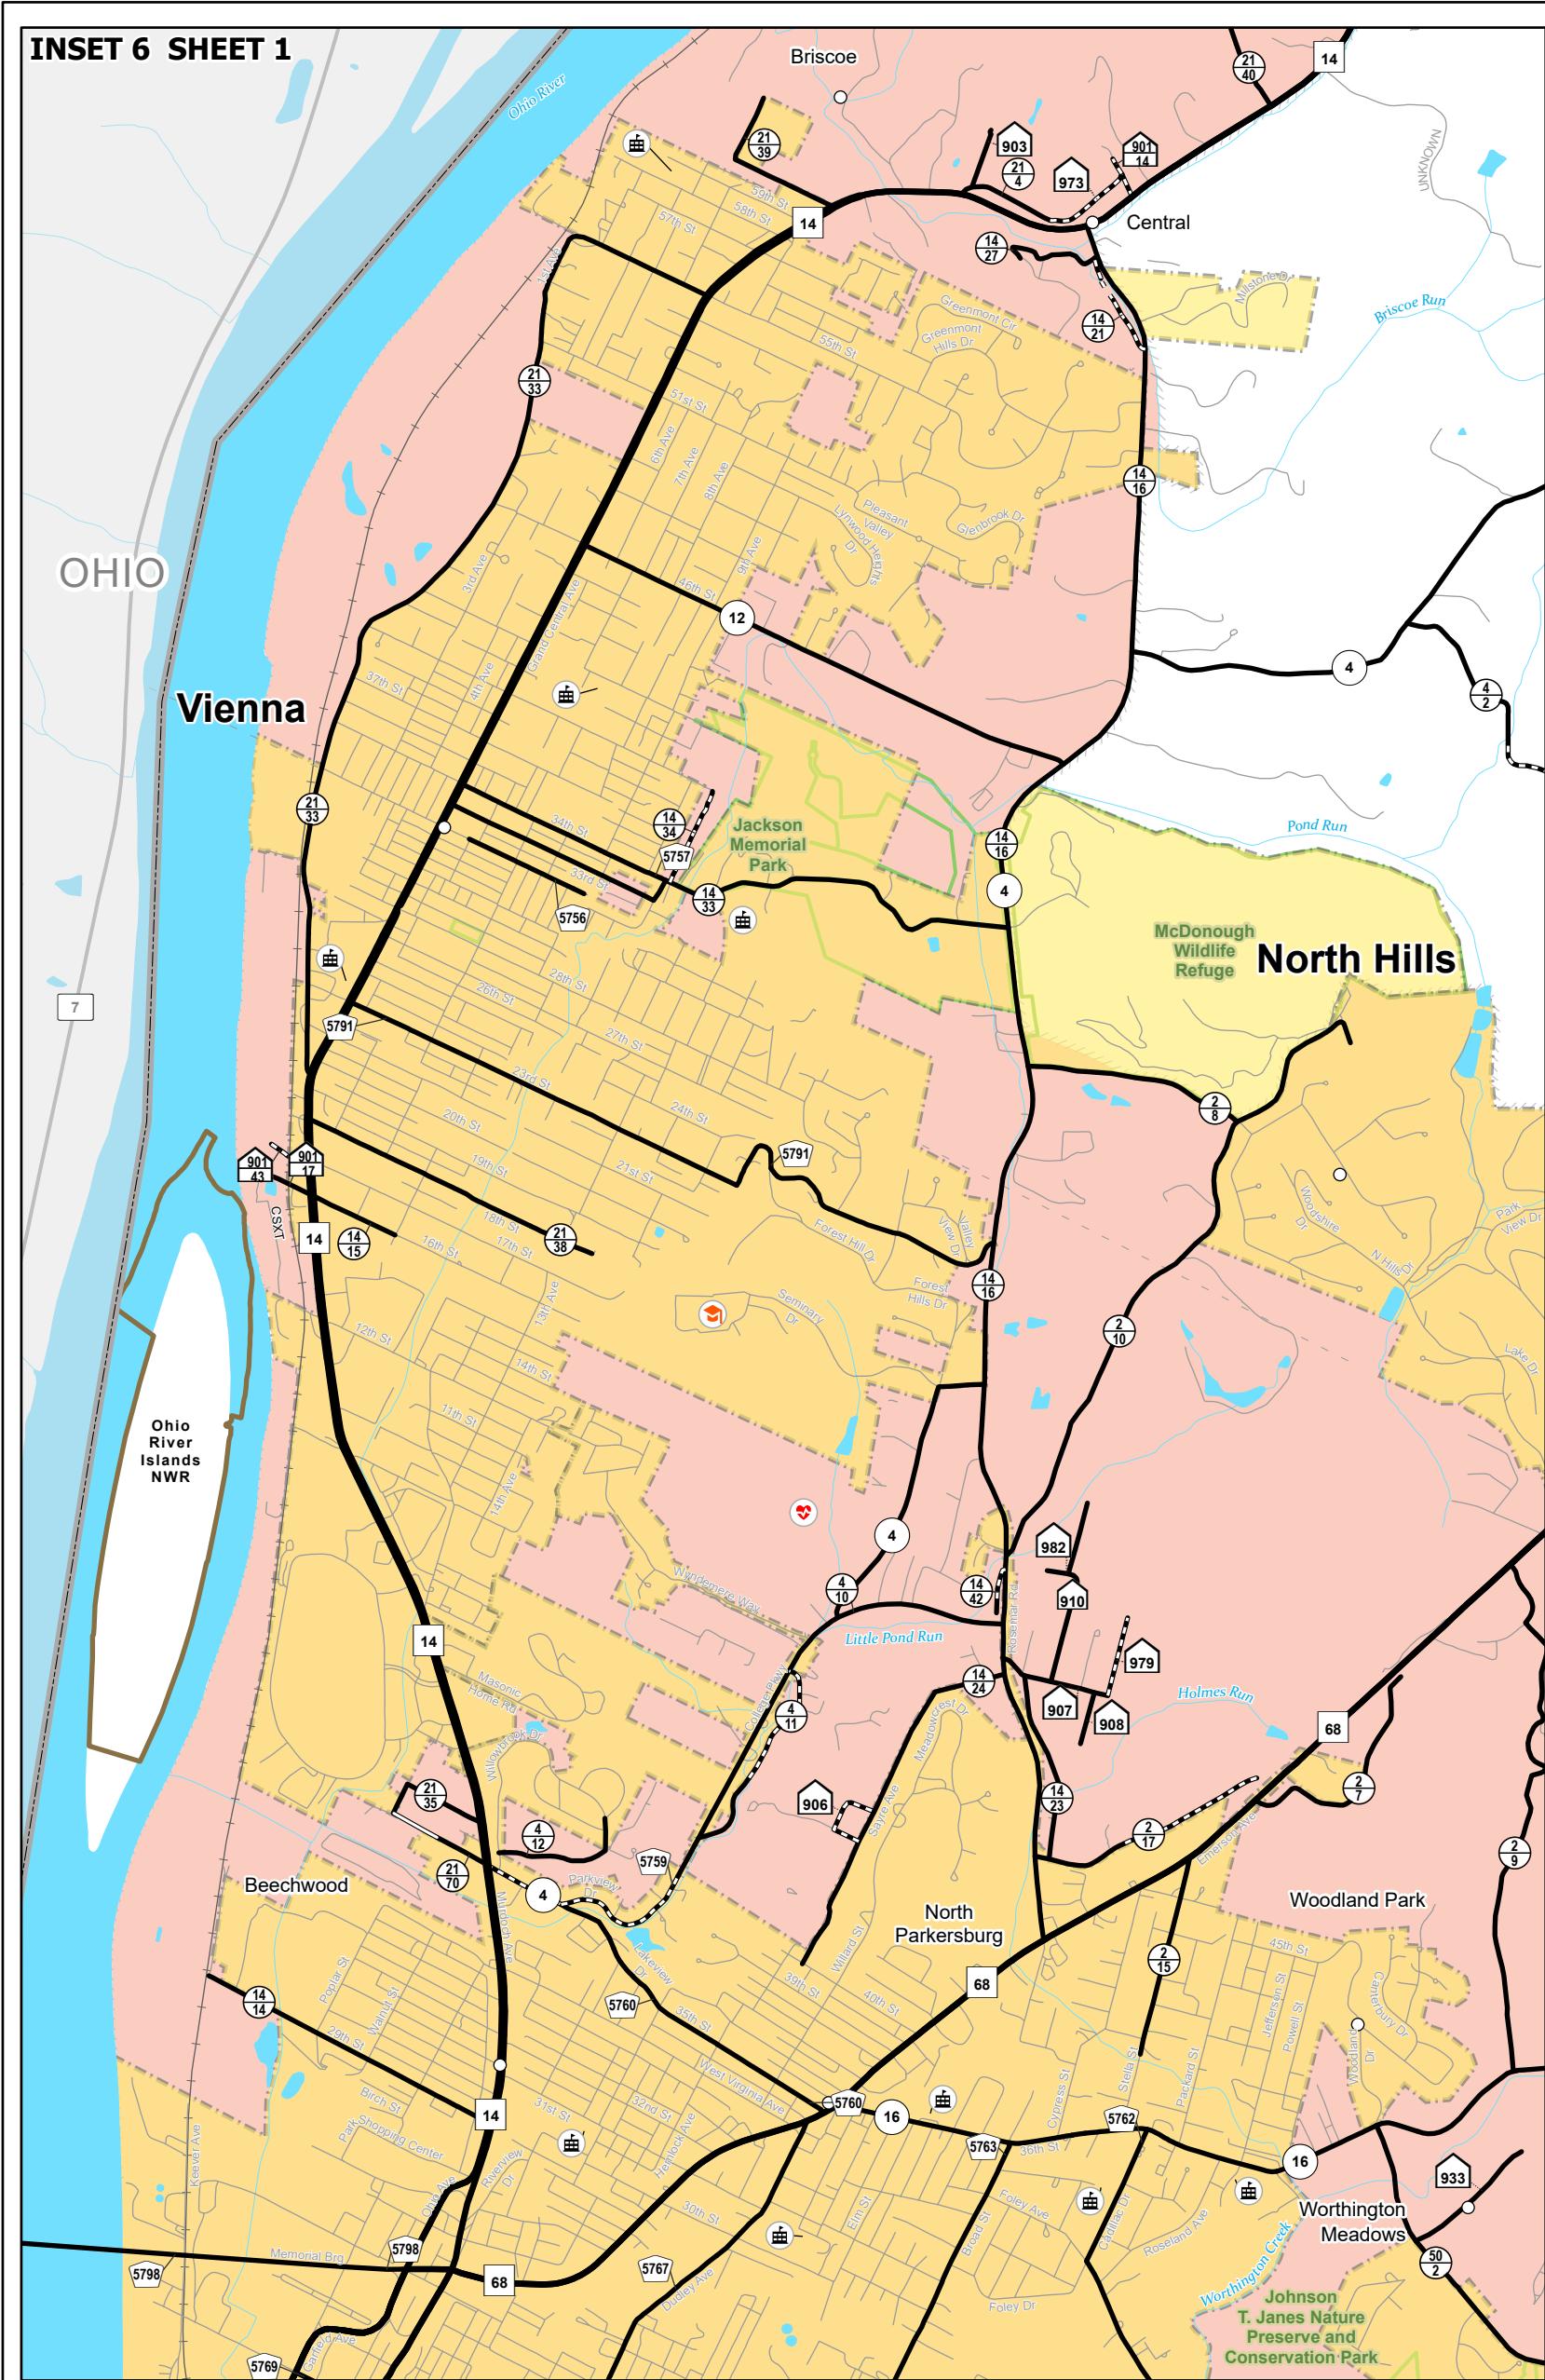 INSET 6 SHEET 1
Briscoe
14
21
40
Ohio River
21
39
903
21
4
973
901
14
UNKNOWN
59th St
58th St
57th St
14
Central
14
27
1st Ave
Millstone Dr
Briscoe Run
Greenmont Cir
Greenmont
Hills Dr
14
21
55th St
21
33
51st St
6th Ave
7th Ave
8th Ave
14
16
Pleasant
Valley
Lynwood Heights
Dr
Glenbrook Dr
OHIO
3rd Ave
9th Ave
46th St
12
Grand Central Ave
4
4
2
37th St
4th Ave
Vienna
21
33
34th St
14
34
Jackson
Memorial
Park
Pond Run
14
16
5757
33rd St
14
33
4
5756
McDonough
Wildlife
Refuge
North Hills
7
28th St
26th St
5791
27th St
23rd St
24th St
2
8
20th St
5791
19th St
21st St
901
43
901
17
CSXT
14
14
15
18th St
17th St
16th St
21
38
Forest Hill Dr
Valley
View Dr
Woodshire
Dr
Park
View Dr
N Hills Dr
14
16
Forest
Hills Dr
13th Ave
Seminary
Dr
12th St
2
10
14th St
Lake Dr
11th St
Ohio
River
Islands
NWR
14th Ave
4
982
4
10
14
42
910
Wyndemere Way
Rosemar Rd
Little Pond Run
14
979
14
24
Masonic
Home Rd
Holmes Run
907
908
College Pkwy
4
11
Meadowcrest Dr
68
Willowbrook Dr
21
35
906
Sayre Ave
14
23
2
7
4
12
2
17
Emerson Ave
2
9
5759
Beechwood
21
70
4
Parkview
Dr
Woodland Park
Murdoch Ave
North
Parkersburg
Willard St
45th St
2
15
Lakeview
Dr
39th St
68
Poplar St
14
14
Walnut St
5760
40th St
35th St
Jefferson St
Powell St
Canterbury Dr
29th St
Woodland
Dr
West Virginia Ave
Stella St
Packard St
Cypress St
Birch St
14
31st St
32nd St
5760
16
5762
Park Shopping Center
5763
36th St
16
Keever Ave
Riverview
Dr
Hemlock Ave
933
Ohio Ave
30th St
Elm St
Foley Ave
Broad St
Cadillac Dr
Roseland Ave
Worthington
Meadows
5798
Memorial Brg
5798
68
5767
Dudley Ave
Worthington Creek
50
2
Foley Dr
Johnson
T. Janes Nature
Preserve and
Conservation Park
Garfield Ave
5769